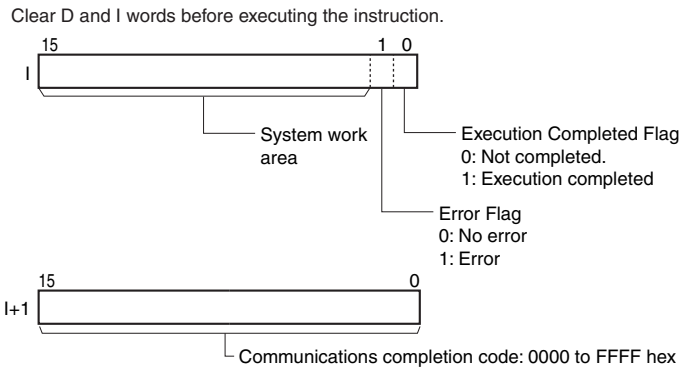 Clear D and I words before executing the instruction.
15 1 0
I
System work
area
Execution Completed Flag
0: Not completed.
1: Execution completed
Error Flag
0: No error
1: Error
15 0
I+1
Communications completion code: 0000 to FFFF hex